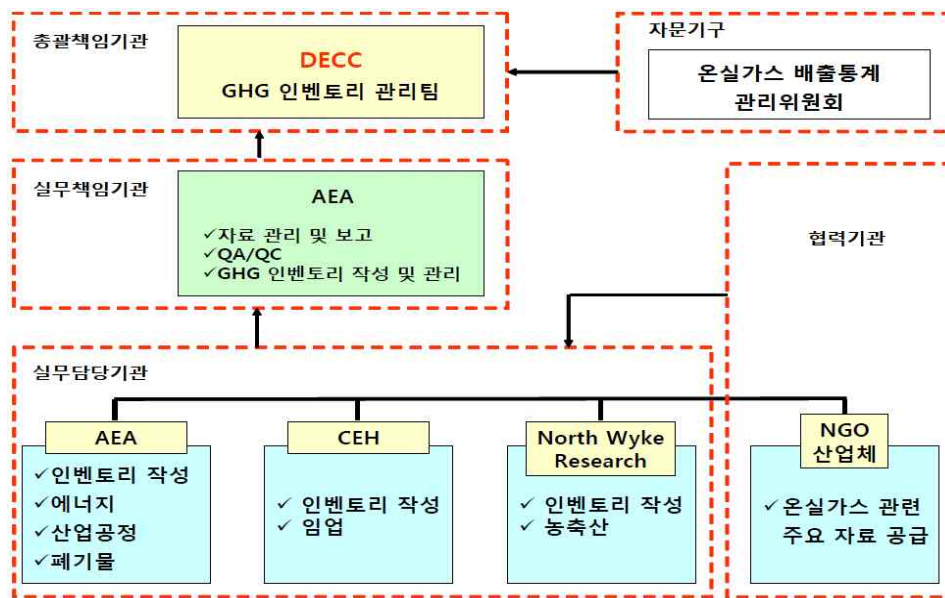 총괄책임기관
DECC
GHG 인벤토리 관리팀
자문기구
온실가스 배출통계
관리위원회
실무책임기관
AEA
✓자료 관리 및 보고
✓QA/QC
✓GHG 인벤토리 작성 및 관리
협력기관
실무담당기관
AEA
✓인벤토리 작성
✓에너지
✓산업공정
✓폐기물
CEH
✓ 인벤토리 작성
✓ 임업
North Wyke
Research
✓ 인벤토리 작성
✓ 농축산
NGO
산업체
✓ 온실가스 관련
주요 자료 공급